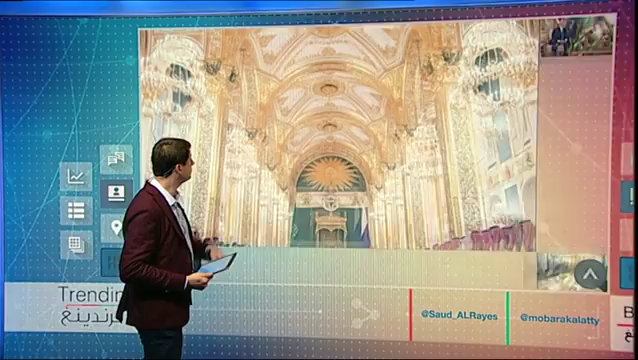 Trendin
ترندينغ
@Saud_ALRayes
@mobarakalatty
B